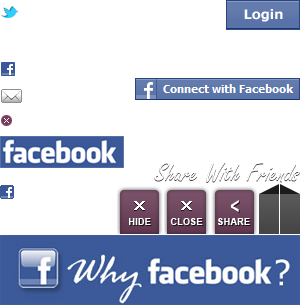 Login
f
f Connect with Facebook
facebook
Share With Friends
f
HIDE
CLOSE
SHARE
f Why facebook?